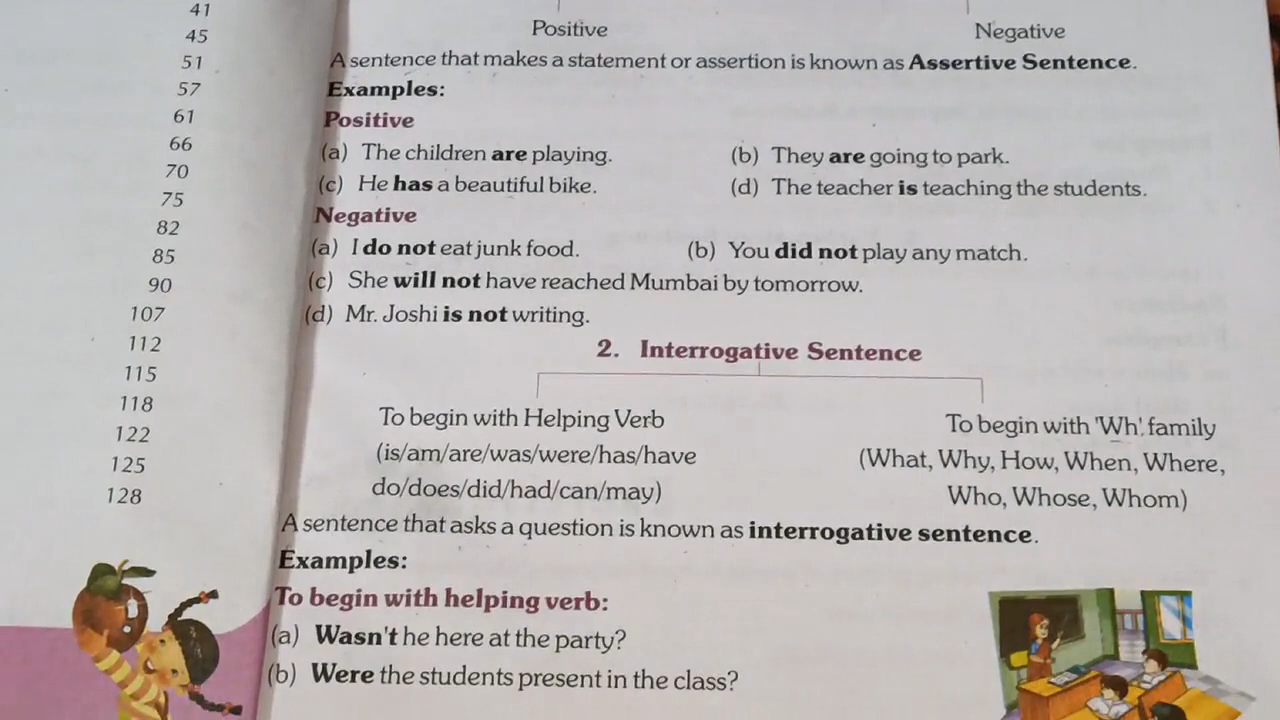 41
45
51
57
61
66
70
75
82
85
90
107
112
115
118
122
125
128
Positive Negative
A sentence that makes a statement or assertion is known as Assertive Sentence.
Examples:
Positive
(a) The children are playing. (b) They are going to park.
(c) He has a beautiful bike. (d) The teacher is teaching the students.
Negative
(a) I do not eat junk food. (b) You did not play any match.
(c) She will not have reached Mumbai by tomorrow.
(d) Mr. Joshi is not writing.
2. Interrogative Sentence
To begin with Helping Verb
(is/am/are/was/were/has/have
do/does/did/had/can/may)
To begin with 'Wh'. family
(What, Why, How, When, Where,
Who, Whose, Whom)
A sentence that asks a question is known as interrogative sentence.
Examples:
To begin with helping verb:
(a) Wasn't he here at the party?
(b) Were the students present in the class?